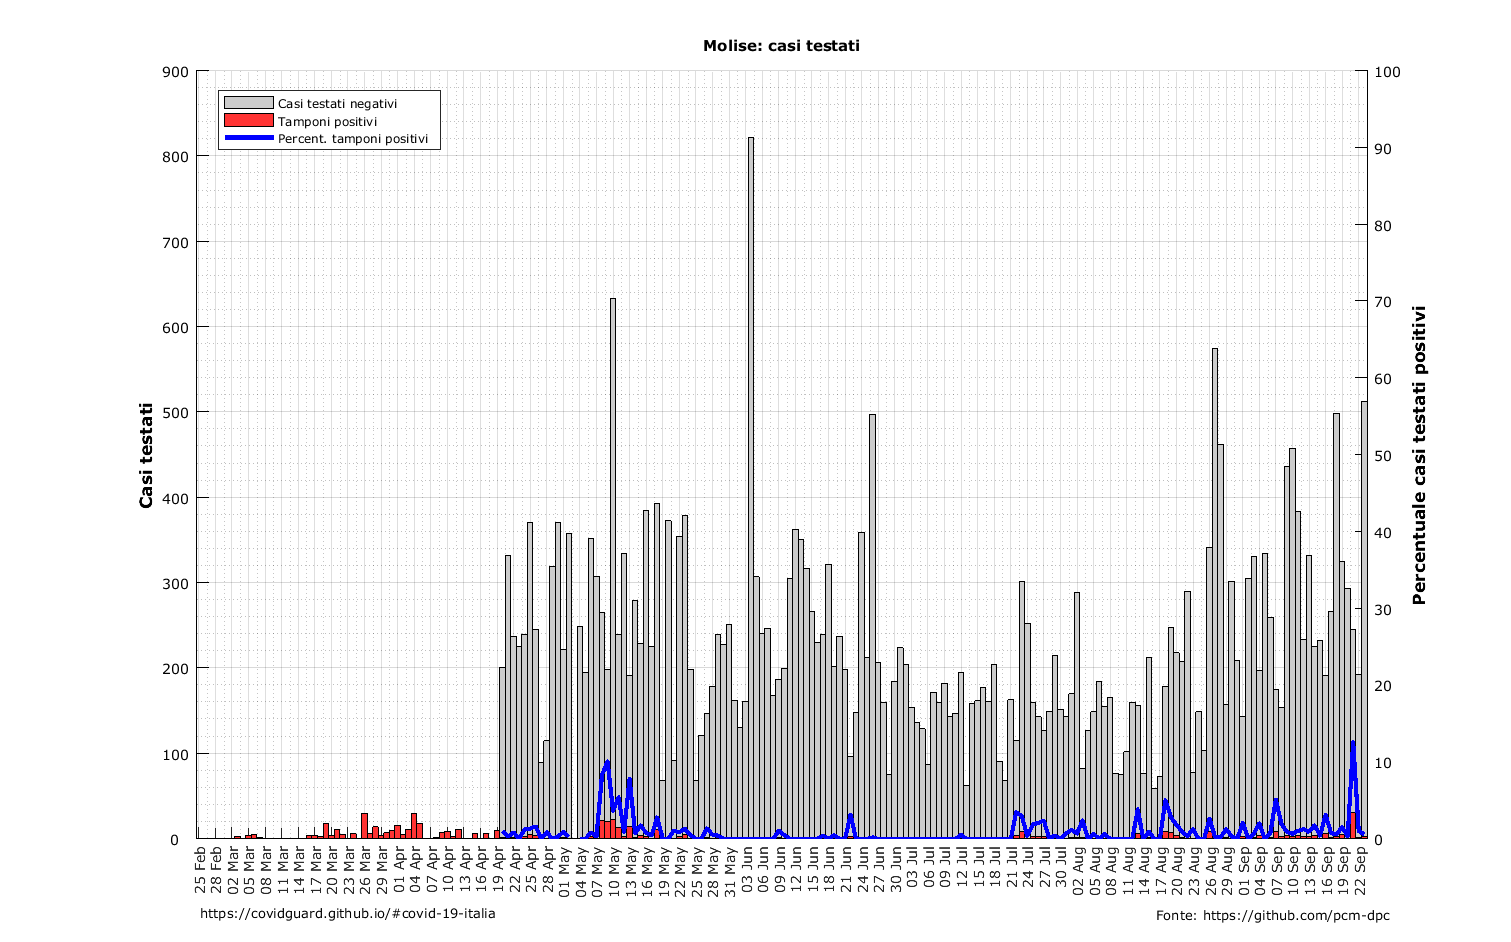 Molise: casi testati
Casi testati negativi
Tamponi positivi
Percent. tamponi positivi
Casi testati
900
800
700
600
500
400
300
200
100
0
100
90
80
70
60
50
40
30
20
10
0
Percentuale casi testati positivi
25 Feb
28 Feb
02 Mar
05 Mar
08 Mar
11 Mar
14 Mar
17 Mar
20 Mar
23 Mar
26 Mar
29 Mar
01 Apr
04 Apr
07 Apr
10 Apr
13 Apr
16 Apr
19 Apr
22 Apr
25 Apr
28 Apr
01 May
04 May
07 May
10 May
13 May
16 May
19 May
22 May
25 May
28 May
31 May
03 Jun
06 Jun
09 Jun
12 Jun
15 Jun
18 Jun
21 Jun
24 Jun
27 Jun
30 Jun
03 Jul
06 Jul
09 Jul
12 Jul
15 Jul
18 Jul
21 Jul
24 Jul
27 Jul
30 Jul
02 Aug
05 Aug
08 Aug
11 Aug
14 Aug
17 Aug
20 Aug
23 Aug
26 Aug
29 Aug
01 Sep
04 Sep
07 Sep
10 Sep
13 Sep
16 Sep
19 Sep
22 Sep
https://covidguard.github.io/#covid-19-italia
Fonte: https://github.com/pcm-dpc